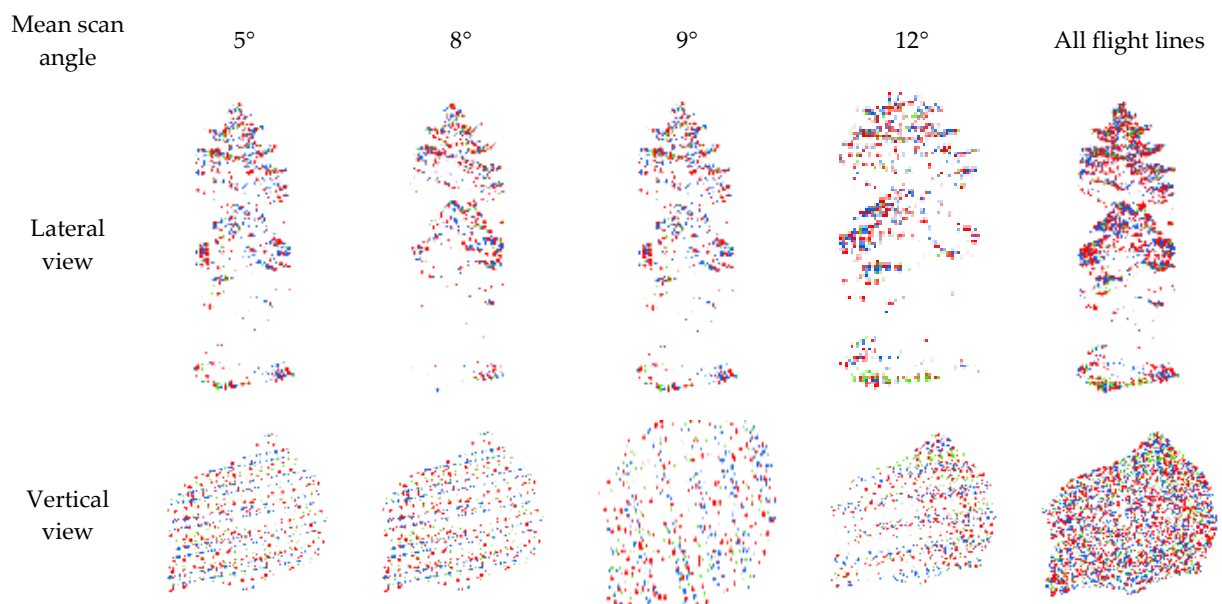 Mean scan
angle
5°
8°
9°
12°
All flight lines
Lateral
view
Vertical
view